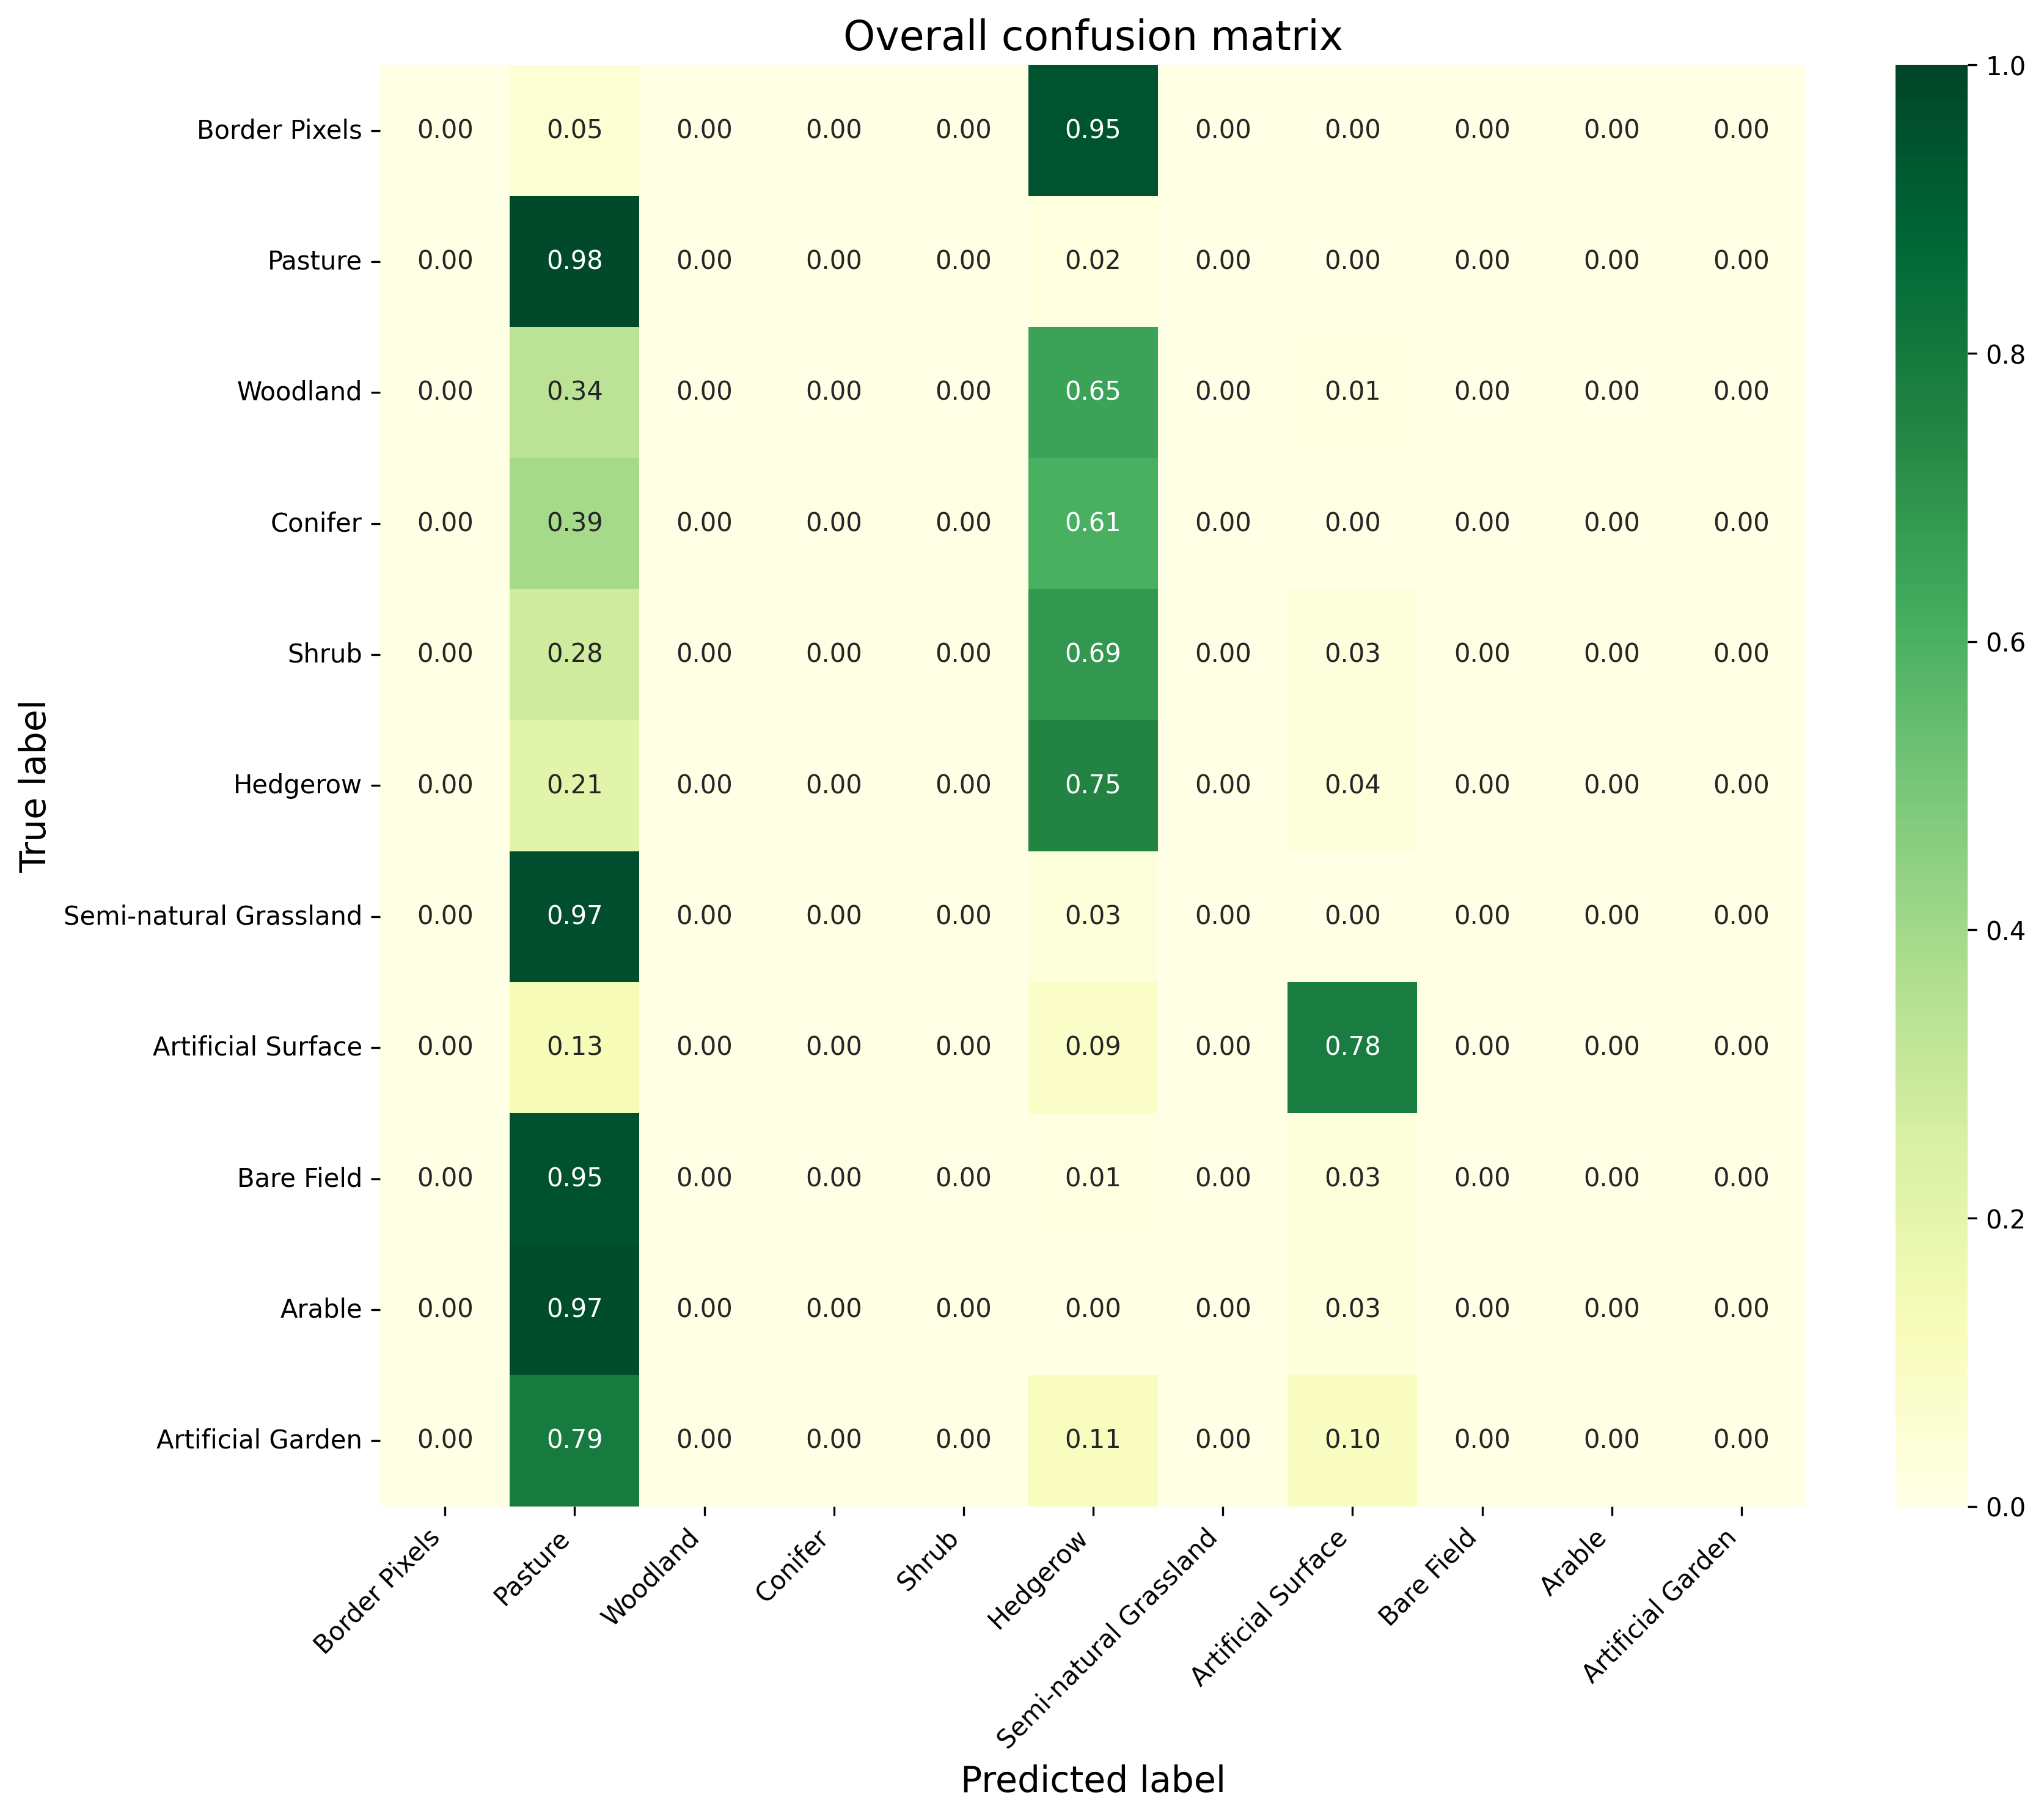 Overall confusion matrix
True label
Border Pixels 0.00 0.05 0.00 0.00 0.00 0.95 0.00 0.00 0.00 0.00 0.00
Pasture 0.00 0.98 0.00 0.00 0.00 0.02 0.00 0.00 0.00 0.00 0.00
Woodland 0.00 0.34 0.00 0.00 0.00 0.65 0.00 0.01 0.00 0.00 0.00
Conifer 0.00 0.39 0.00 0.00 0.00 0.61 0.00 0.00 0.00 0.00 0.00
Shrub 0.00 0.28 0.00 0.00 0.00 0.69 0.00 0.03 0.00 0.00 0.00
Hedgerow 0.00 0.21 0.00 0.00 0.00 0.75 0.00 0.04 0.00 0.00 0.00
Semi-natural Grassland 0.00 0.97 0.00 0.00 0.00 0.03 0.00 0.00 0.00 0.00 0.00
Artificial Surface 0.00 0.13 0.00 0.00 0.00 0.09 0.00 0.78 0.00 0.00 0.00
Bare Field 0.00 0.95 0.00 0.00 0.00 0.01 0.00 0.03 0.00 0.00 0.00
Arable 0.00 0.97 0.00 0.00 0.00 0.00 0.00 0.03 0.00 0.00 0.00
Artificial Garden 0.00 0.79 0.00 0.00 0.00 0.11 0.00 0.10 0.00 0.00 0.00
Border Pixels
Pasture
Woodland
Conifer
Shrub
Hedgerow
Semi-natural Grassland
Artificial Surface
Bare Field
Arable
Artificial Garden
Predicted label
1.0
0.8
0.6
0.4
0.2
0.0